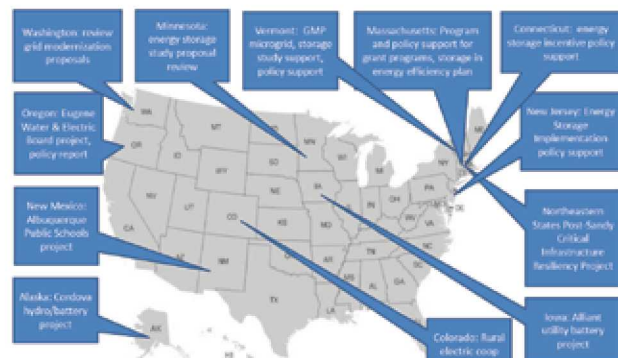 Washington: review
grid modernization
proposals
Minnesota:
energy storage
study proposal
review
Vermont: GMP
microgrid, storage
study support,
policy support
Massachusetts: Program
and policy support for
grant programs, storage in
energy efficiency plan
Connecticut: energy
storage incentive policy
support
Oregon: Eugene
Water & Electric
Board project,
policy report
New Jersey: Energy
Storage
Implementation
policy support
New Mexico:
Albuquerque
Public Schools
project
Northeastern
States Post-Sandy
Critical
Infrastructure
Resiliency Project
Alaska: Cordova
hydro/battery
project
Colorado: Rural
electric coop
Iowa: Alliant
utility battery
project
WA
MT
MN
OR
ID
WY
SD
WI
MI
NY
NV
UT
CO
NE
IA
IL
IN
OH
PA
CA
KS
MO
WV
VA
DE
NM
TX
AR
TN
NC
SC
MS
AL
GA
LA
AK
HI